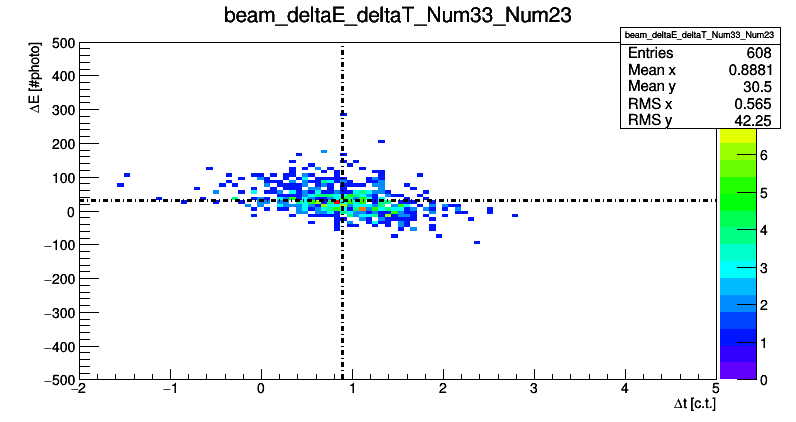 beam_deltaE_deltaT_Num33_Num23
beam_deltaE_deltaT_Num33_Num23
Entries 608
Mean x 0.8881
Mean y 30.5
RMS x 0.565
RMS y 42.25
ΔE [#photo]
500
400
300
200
100
0
−100
−200
−300
−400
−500
−2 −1 0 1 2 3 4 5
Δt [c.t.]
6
5
4
3
2
1
0